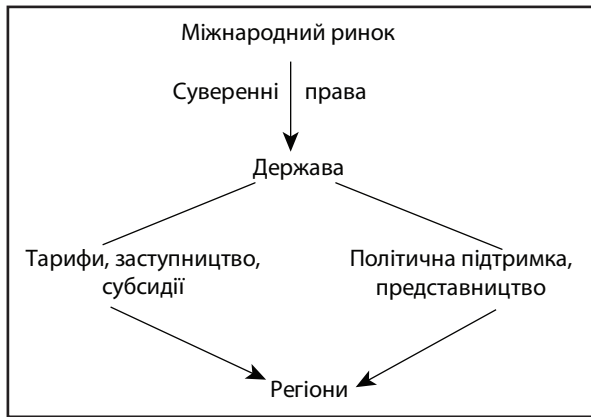 Міжнародний ринок
Суверенні права
Держава
Тарифи, заступництво,
субсидії
Політична підтримка,
представництво
Регіони